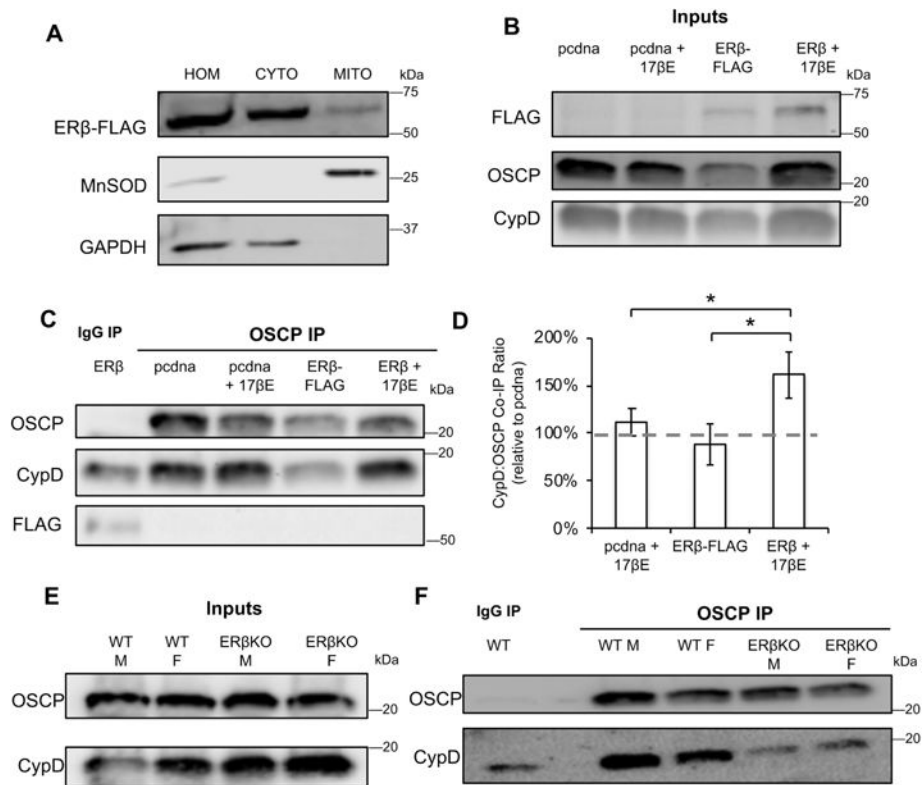 A
HOM CYTO MITO kDa
75
ERβ-FLAG
50
MnSOD
25
37
GAPDH
B
Inputs
pcdna pcdna + 17βE ERβ-FLAG ERβ + 17βE kDa
75
FLAG
50
OSCP
20
20
CypD
C
IgG IP OSCP IP
ERβ pcdna pcdna + 17βE ERβ-FLAG ERβ + 17βE kDa
OSCP
20
20
CypD
FLAG
50
D
* 
*
200%
150%
100%
50%
0%
CypD:OSCP Co-IP Ratio
(relative to pcdna)
pcdna + 17βE ERβ-FLAG ERβ + 17βE
E
Inputs
WT M WT F ERβKO M ERβKO F kDa
OSCP
20
20
CypD
F
IgG IP OSCP IP
WT WT M WT F ERβKO M ERβKO F kDa
OSCP
20
20
CypD